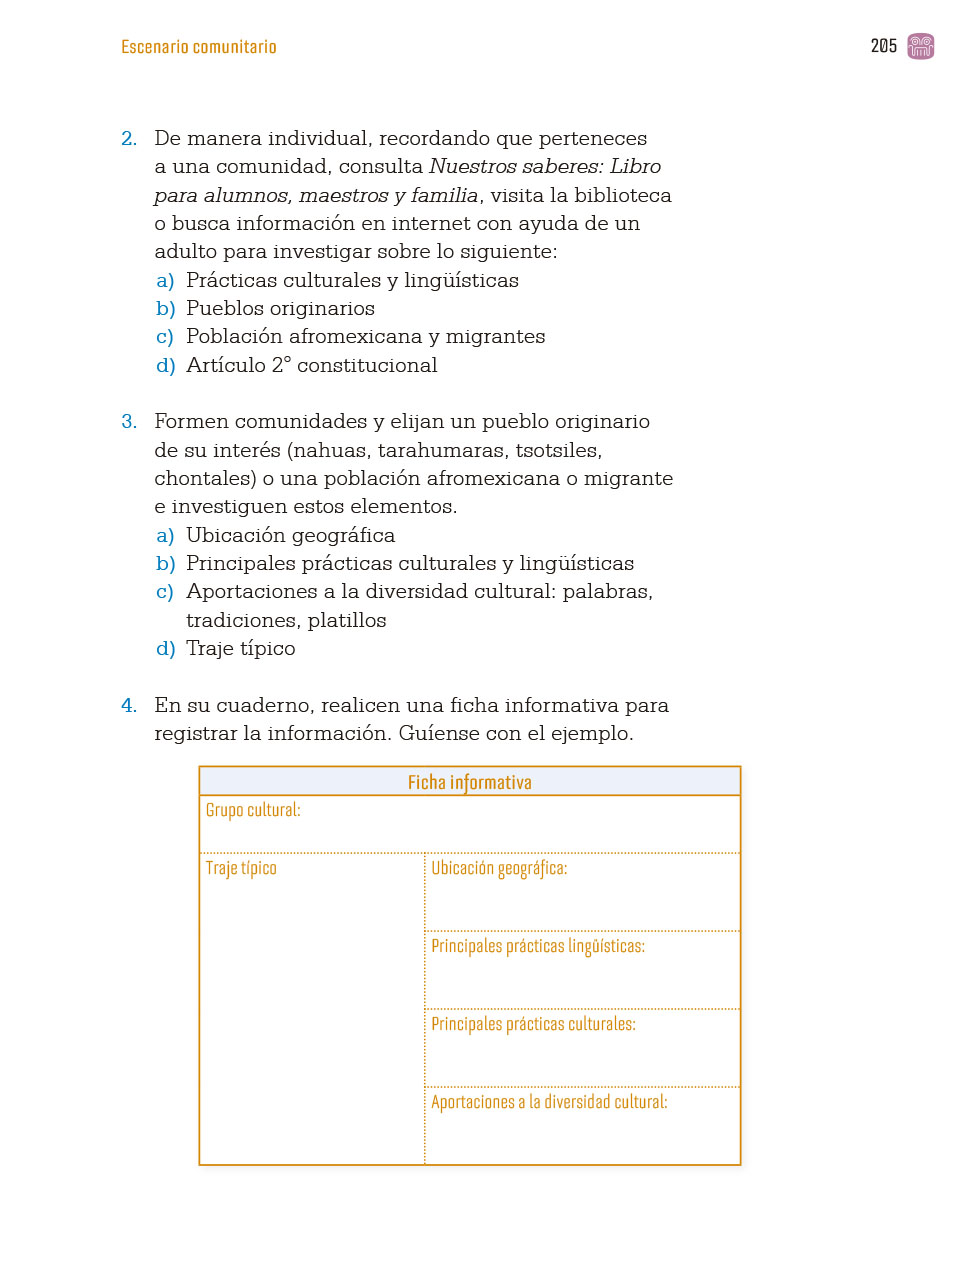 Escenario comunitario
205
2. De manera individual, recordando que perteneces
a una comunidad, consulta Nuestros saberes: Libro
para alumnos, maestros y familia, visita la biblioteca
o busca información en internet con ayuda de un
adulto para investigar sobre lo siguiente:
a) Prácticas culturales y lingüísticas
b) Pueblos originarios
c) Población afromexicana y migrantes
d) Artículo 2° constitucional
3. Formen comunidades y elijan un pueblo originario
de su interés (nahuas, tarahumaras, tsotsiles,
chontales) o una población afromexicana o migrante
e investiguen estos elementos.
a) Ubicación geográfica
b) Principales prácticas culturales y lingüísticas
c) Aportaciones a la diversidad cultural: palabras,
tradiciones, platillos
d) Traje típico
4. En su cuaderno, realicen una ficha informativa para
registrar la información. Guíense con el ejemplo.
Ficha informativa
Grupo cultural:
Traje típico
Ubicación geográfica:
Principales prácticas lingüísticas:
Principales prácticas culturales:
Aportaciones a la diversidad cultural: